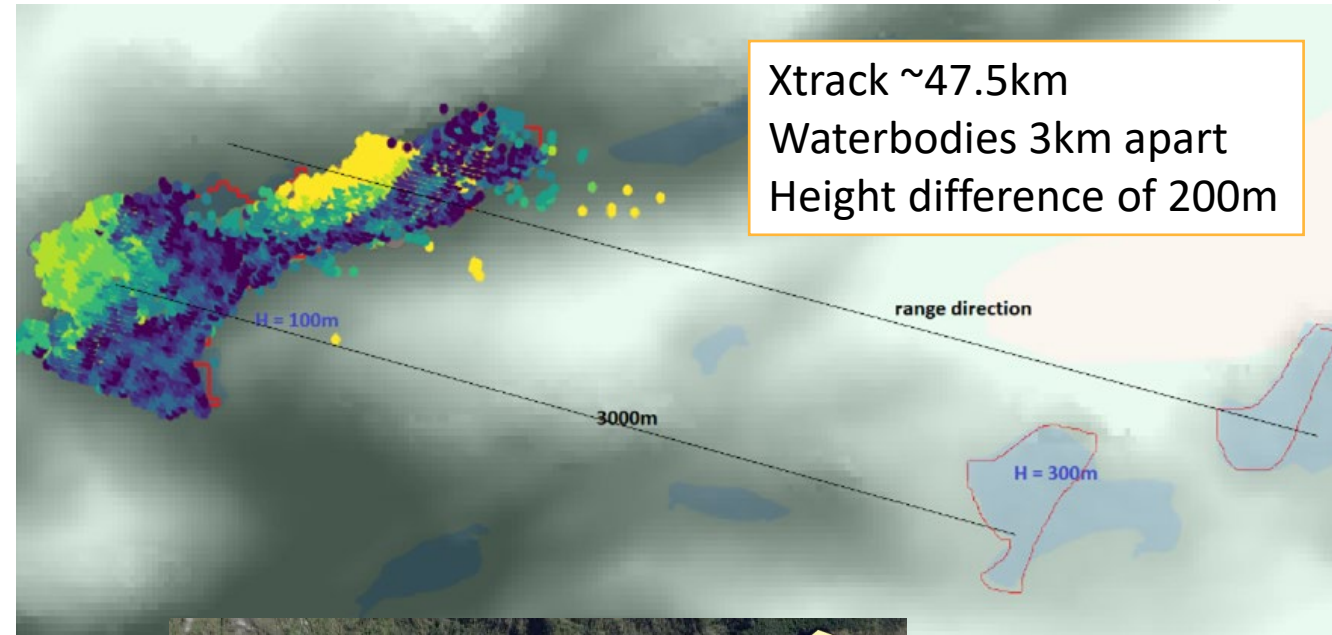 Xtrack ~47.5km
Waterbodies 3km apart
Height difference of 200m
range direction
H = 100m
3000m
H = 300m